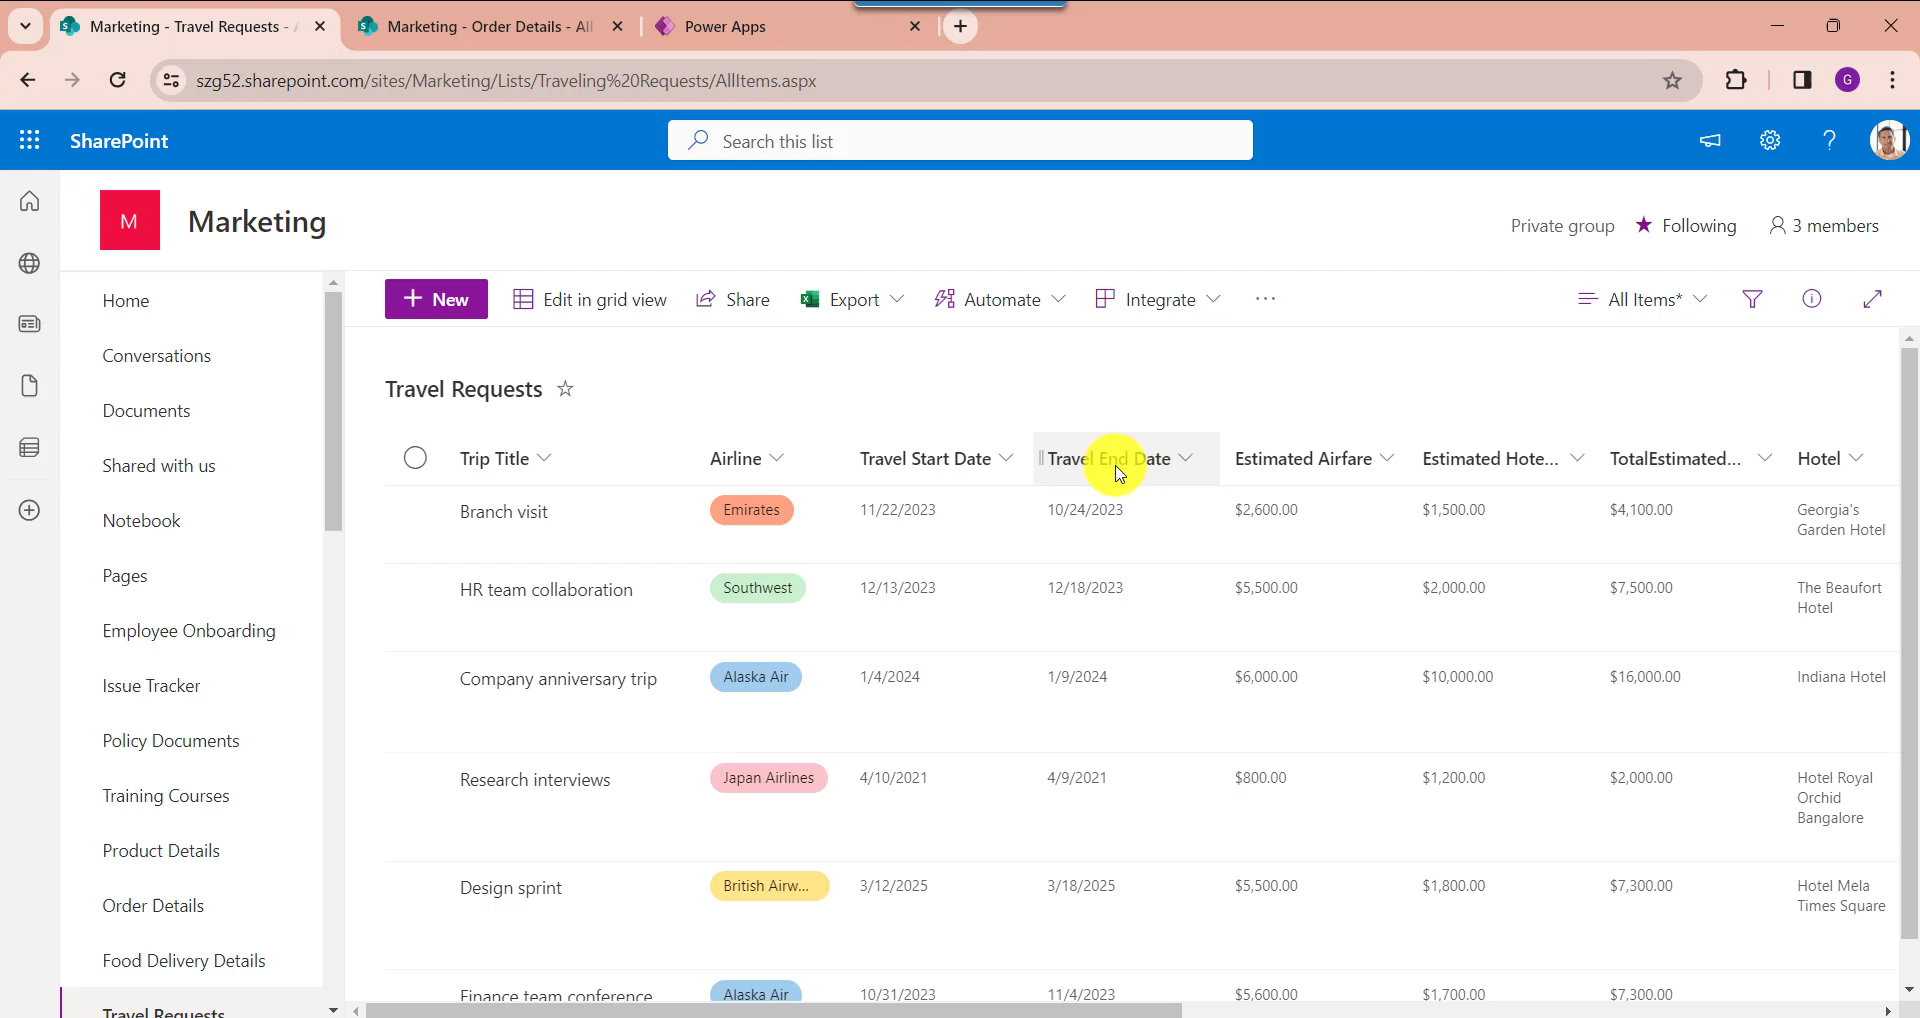 Marketing - Travel Requests - A
Marketing - Order Details - All
Power Apps
szg52.sharepoint.com/sites/Marketing/Lists/Traveling%20Requests/AllItems.aspx
G
SharePoint
Search this list
M
Marketing
Private group
Following
3 members
Home
Conversations
Documents
Shared with us
Notebook
Pages
Employee Onboarding
Issue Tracker
Policy Documents
Training Courses
Product Details
Order Details
Food Delivery Details
Travel Requests
New
Edit in grid view
Share
Export
Automate
Integrate
All Items*
Travel Requests
Trip Title Airline Travel Start Date Travel End Date Estimated Airfare Estimated Hote... TotalEstimated... Hotel
Branch visit Emirates 11/22/2023 10/24/2023 $2,600.00 $1,500.00 $4,100.00 Georgia's
Garden Hotel
HR team collaboration Southwest 12/13/2023 12/18/2023 $5,500.00 $2,000.00 $7,500.00 The Beaufort
Hotel
Company anniversary trip Alaska Air 1/4/2024 1/9/2024 $6,000.00 $10,000.00 $16,000.00 Indiana Hotel
Research interviews Japan Airlines 4/10/2021 4/9/2021 $800.00 $1,200.00 $2,000.00 Hotel Royal
Orchid
Bangalore
Design sprint British Airw... 3/12/2025 3/18/2025 $5,500.00 $1,800.00 $7,300.00 Hotel Mela
Times Square
Finance team conference Alaska Air 10/31/2023 11/4/2023 $5,600.00 $1,700.00 $7,300.00